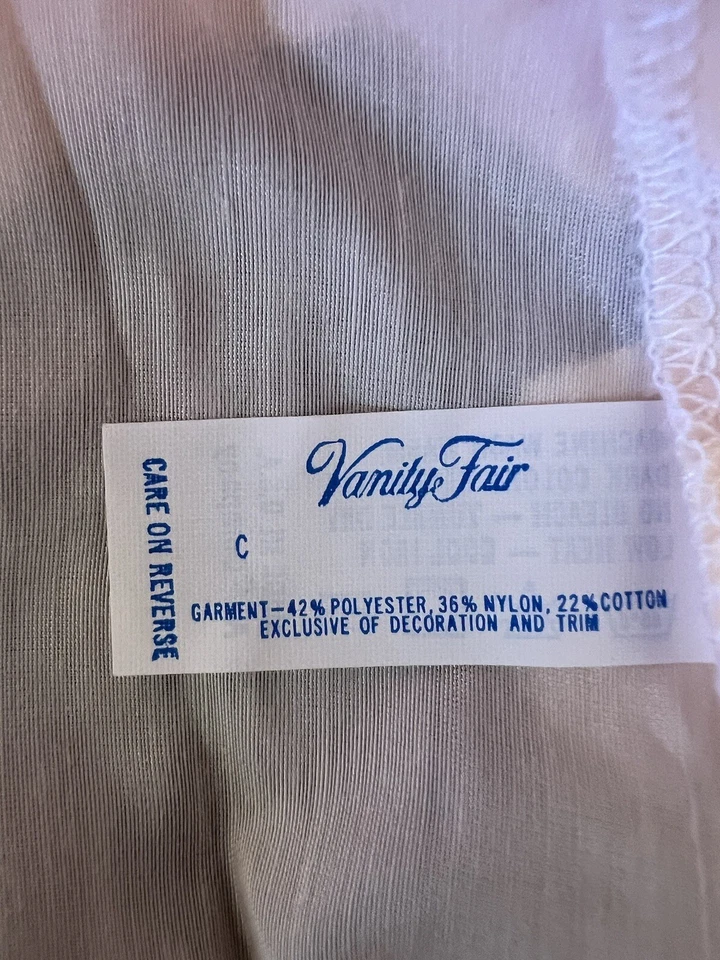 Vanity Fair
C
GARMENT—42% POLYESTER, 36% NYLON, 22% COTTON
EXCLUSIVE OF DECORATION AND TRIM
CARE ON REVERSE